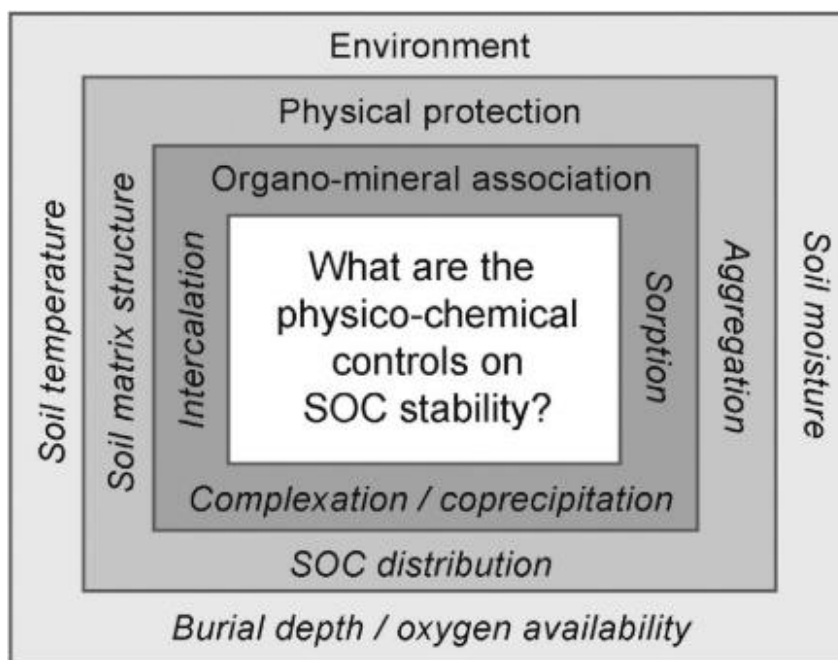 Environment
Physical protection
Organo-mineral association
Soil temperature
Soil matrix structure
Intercalation
What are the
physico-chemical
controls on
SOC stability?
Sorption
Aggregation
Soil moisture
Complexation / coprecipitation
SOC distribution
Burial depth / oxygen availability